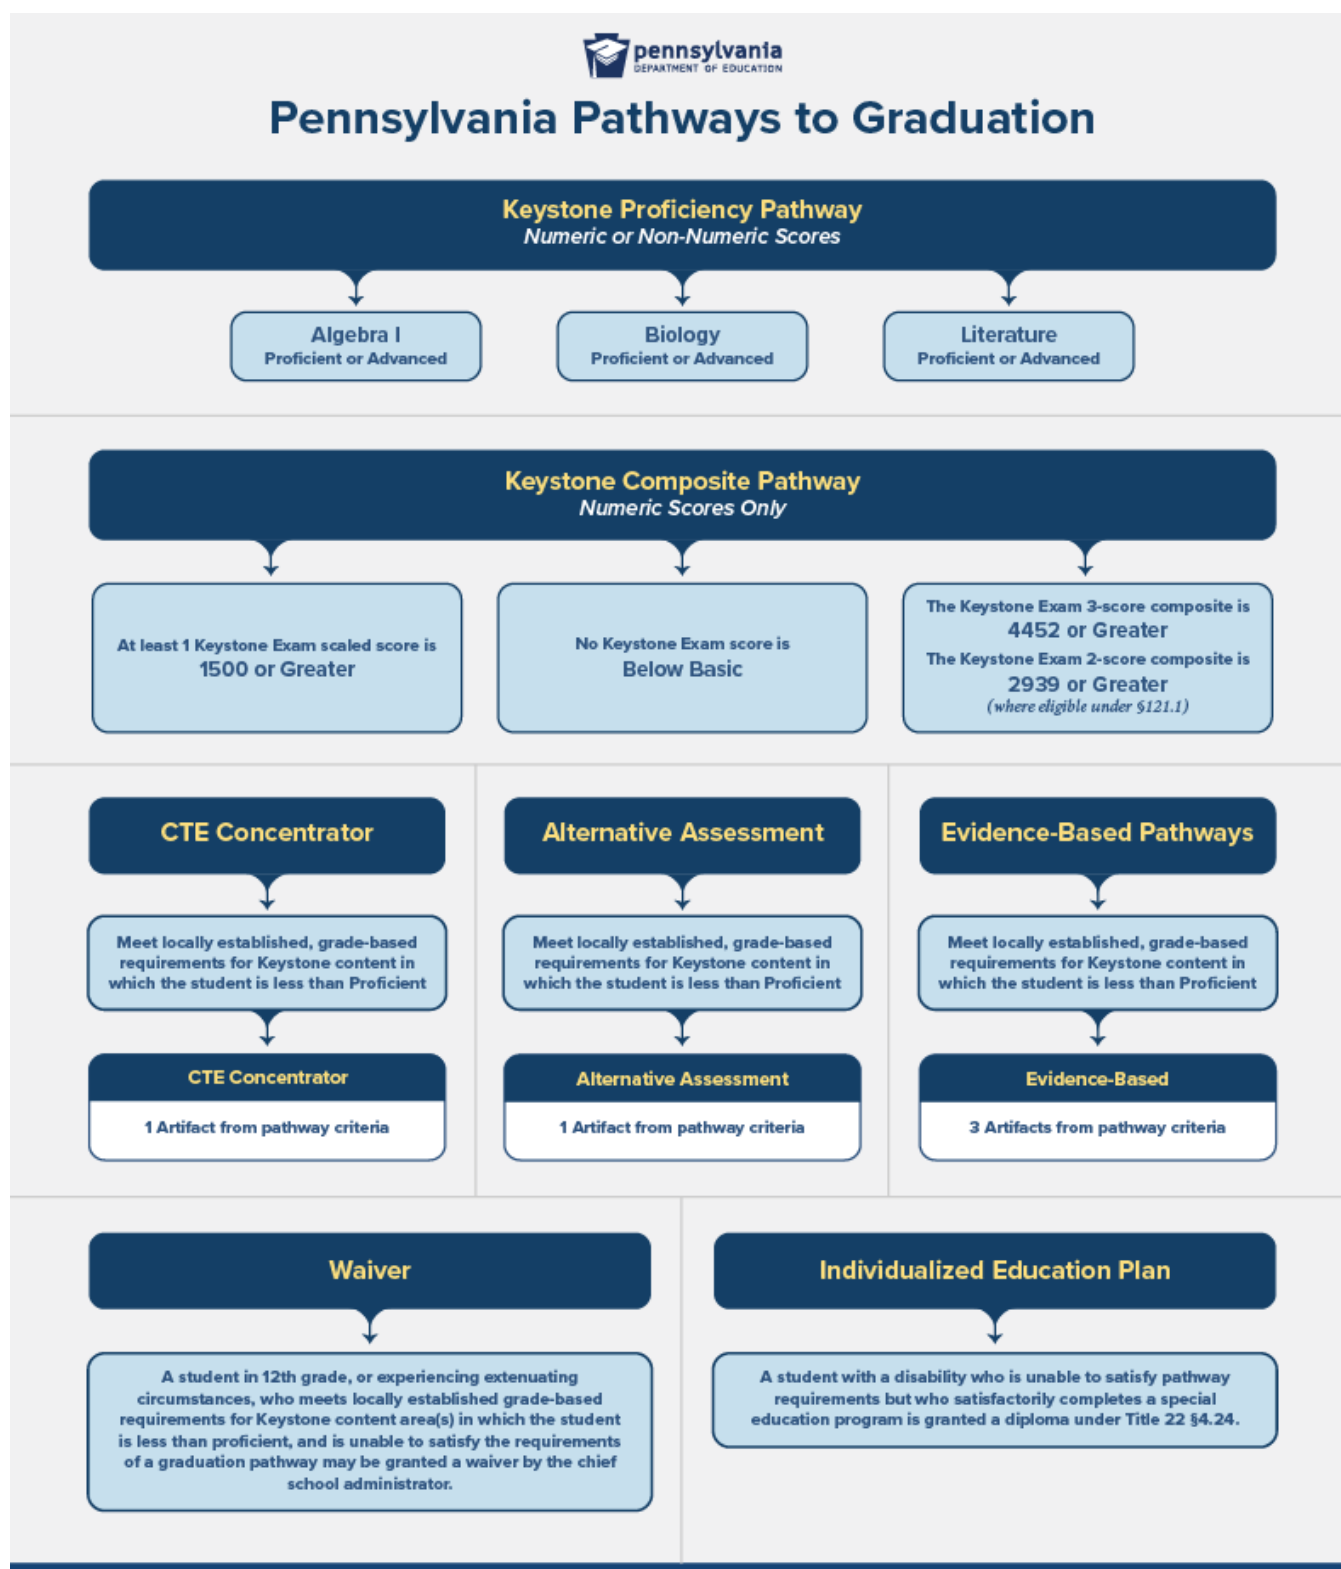 pennsylvania
DEPARTMENT OF EDUCATION
Pennsylvania Pathways to Graduation
Keystone Proficiency Pathway
Numeric or Non-Numeric Scores
Algebra I
Proficient or Advanced
Biology
Proficient or Advanced
Literature
Proficient or Advanced
Keystone Composite Pathway
Numeric Scores Only
At least 1 Keystone Exam scaled score is
1500 or Greater
No Keystone Exam score is
Below Basic
The Keystone Exam 3-score composite is
4452 or Greater
The Keystone Exam 2-score composite is
2939 or Greater
(where eligible under §121.1)
CTE Concentrator
Meet locally established, grade-based
requirements for Keystone content in
which the student is less than Proficient
CTE Concentrator
1 Artifact from pathway criteria
Alternative Assessment
Meet locally established, grade-based
requirements for Keystone content in
which the student is less than Proficient
Alternative Assessment
1 Artifact from pathway criteria
Evidence-Based Pathways
Meet locally established, grade-based
requirements for Keystone content in
which the student is less than Proficient
Evidence-Based
3 Artifacts from pathway criteria
Waiver
A student in 12th grade, or experiencing extenuating
circumstances, who meets locally established grade-based
requirements for Keystone content area(s) in which the student
is less than proficient, and is unable to satisfy the requirements
of a graduation pathway may be granted a waiver by the chief
school administrator.
Individualized Education Plan
A student with a disability who is unable to satisfy pathway
requirements but who satisfactorily completes a special
education program is granted a diploma under Title 22 §4.24.